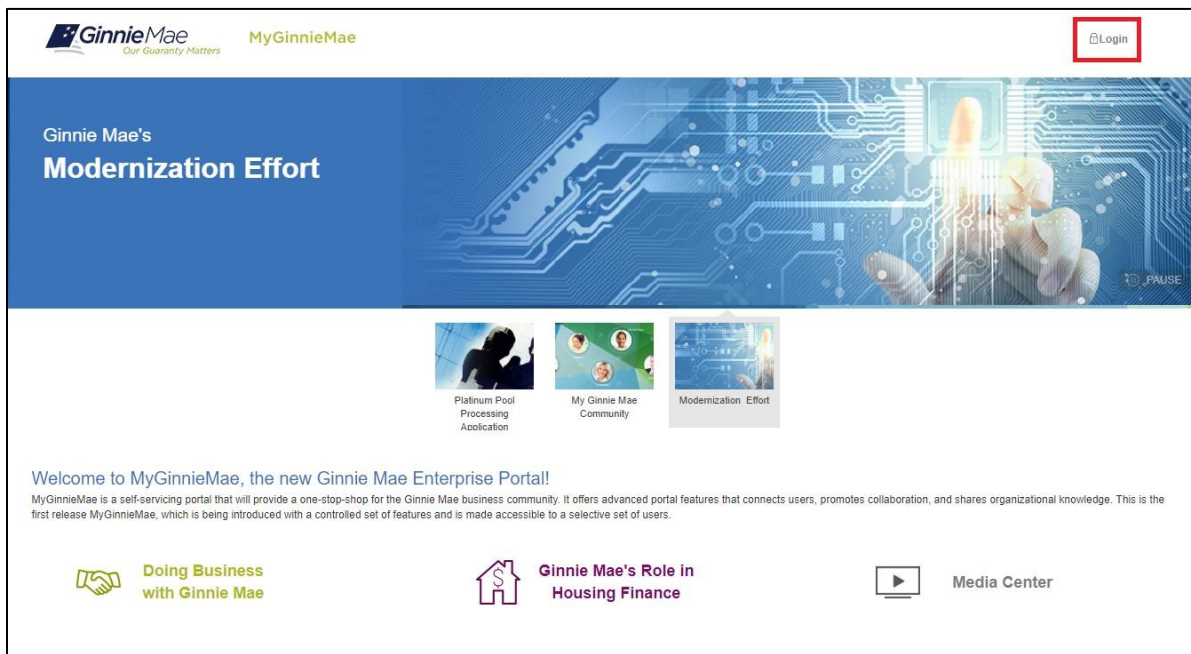 GinnieMae
Our Guaranty Matters
MyGinnieMae
Login
Ginnie Mae's
Modernization Effort
PAUSE
Platinum Pool
Processing
Application
My Ginnie Mae
Community
Modernization Effort
Welcome to MyGinnieMae, the new Ginnie Mae Enterprise Portal!
MyGinnieMae is a self-servicing portal that will provide a one-stop-shop for the Ginnie Mae business community. It offers advanced portal features that connects users, promotes collaboration, and shares organizational knowledge. This is the
first release MyGinnieMae, which is being introduced with a controlled set of features and is made accessible to a selective set of users.
Doing Business
with Ginnie Mae
Ginnie Mae's Role in
Housing Finance
Media Center